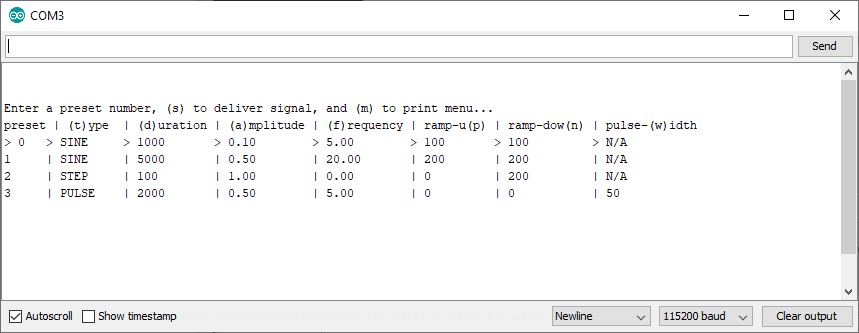 COM3
Send
Enter a preset number, (s) to deliver signal, and (m) to print menu...
preset | (t)ype | (d)uration | (a)mplitude | (f)requency | ramp-u(p) | ramp-dow(n) | pulse-(w)idth
> 0 > SINE > 1000 > 0.10 > 5.00 > 100 > 100 > N/A
1 | SINE | 5000 | 0.50 | 20.00 | 200 | 200 | N/A
2 | STEP | 100 | 1.00 | 0.00 | 0 | 200 | N/A
3 | PULSE | 2000 | 0.50 | 5.00 | 0 | 0 | 50
Autoscroll Show timestamp Newline 115200 baud Clear output